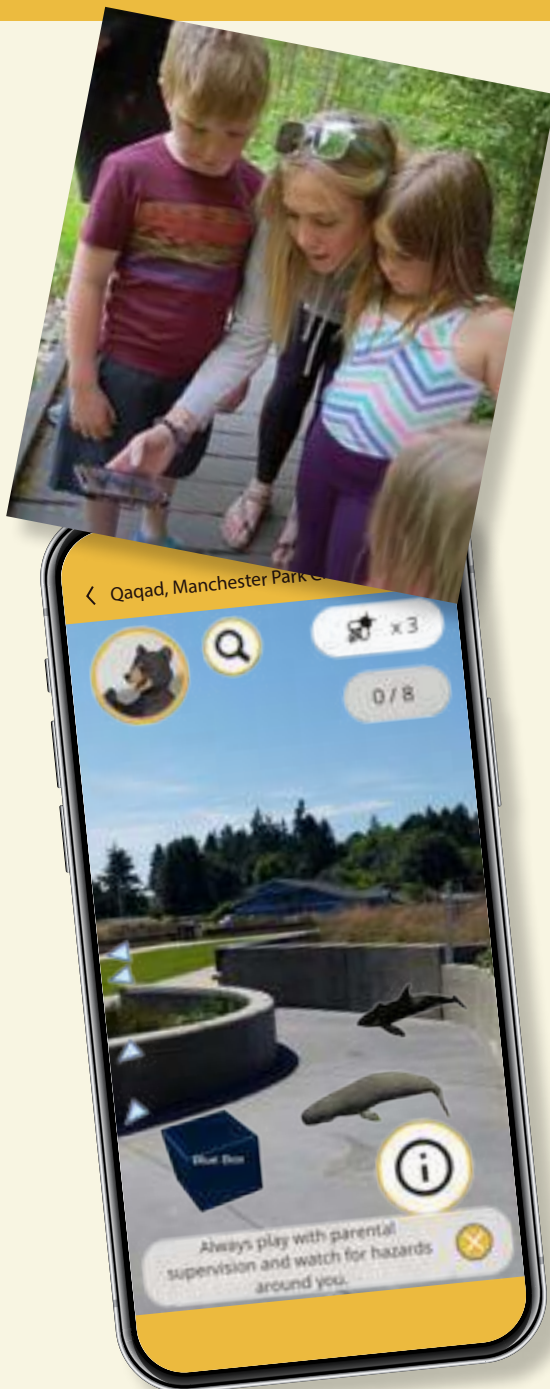 Qaqad, Manchester Park
x 3
0 / 8
Blue Box
i
Always play with parental
supervision and watch for hazards
around you.